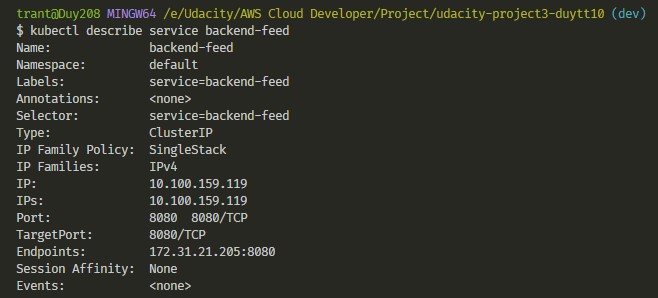 trant@Duy208 MINGW64 /e/Udacity/AWS Cloud Developer/Project/udacity-project3-duytt10 (dev)
$ kubectl describe service backend-feed
Name:              backend-feed
Namespace:         default
Labels:            service=backend-feed
Annotations:       <none>
Selector:          service=backend-feed
Type:              ClusterIP
IP Family Policy:  SingleStack
IP Families:       IPv4
IP:                10.100.159.119
IPs:               10.100.159.119
Port:              8080  8080/TCP
TargetPort:        8080/TCP
Endpoints:         172.31.21.205:8080
Session Affinity:  None
Events:            <none>